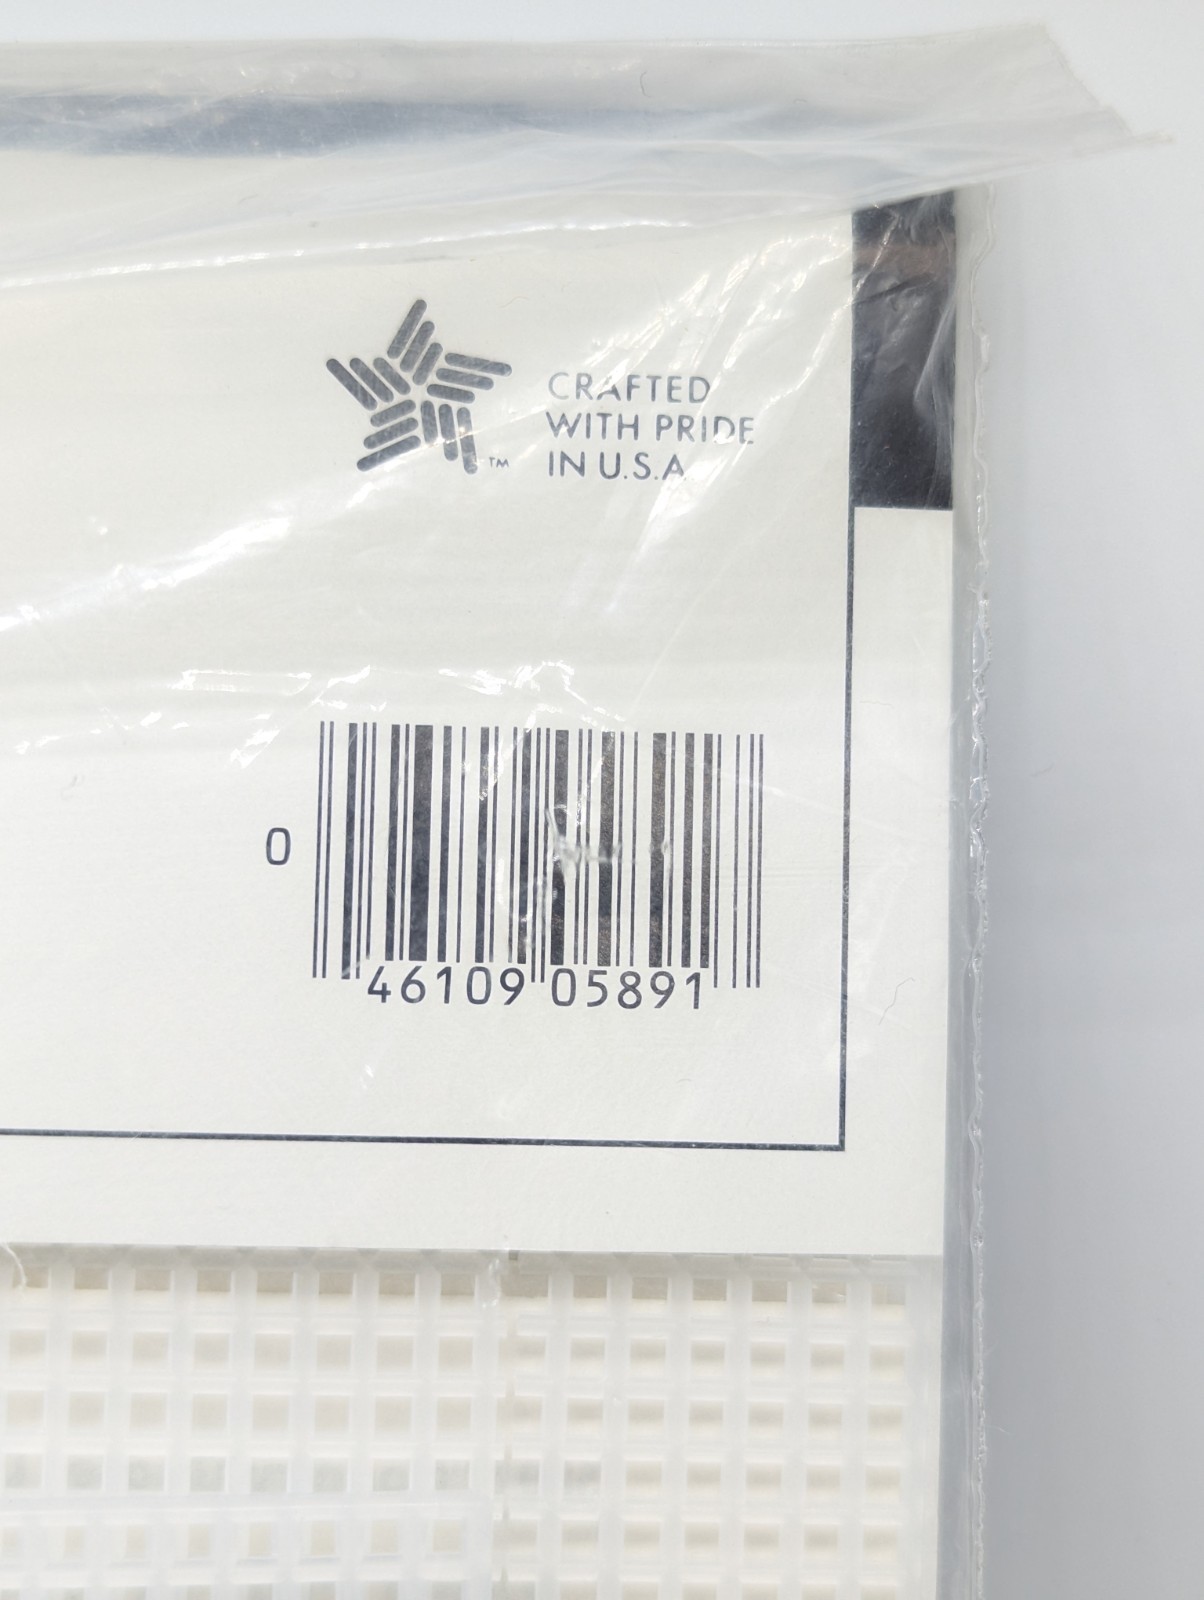 CRAFTED
WITH PRIDE
IN U.S.A.
TM
0 46109 05891